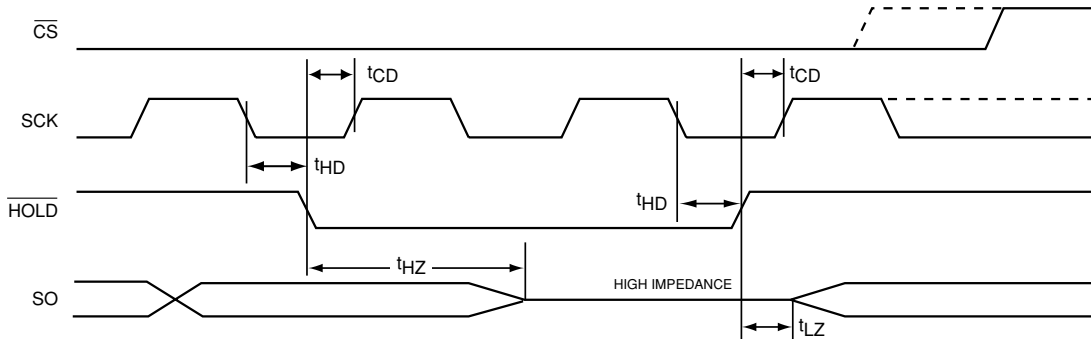 CS
tCD
tCD
SCK
tHD
HOLD
tHD
tHZ
HIGH IMPEDANCE
SO
tLZ